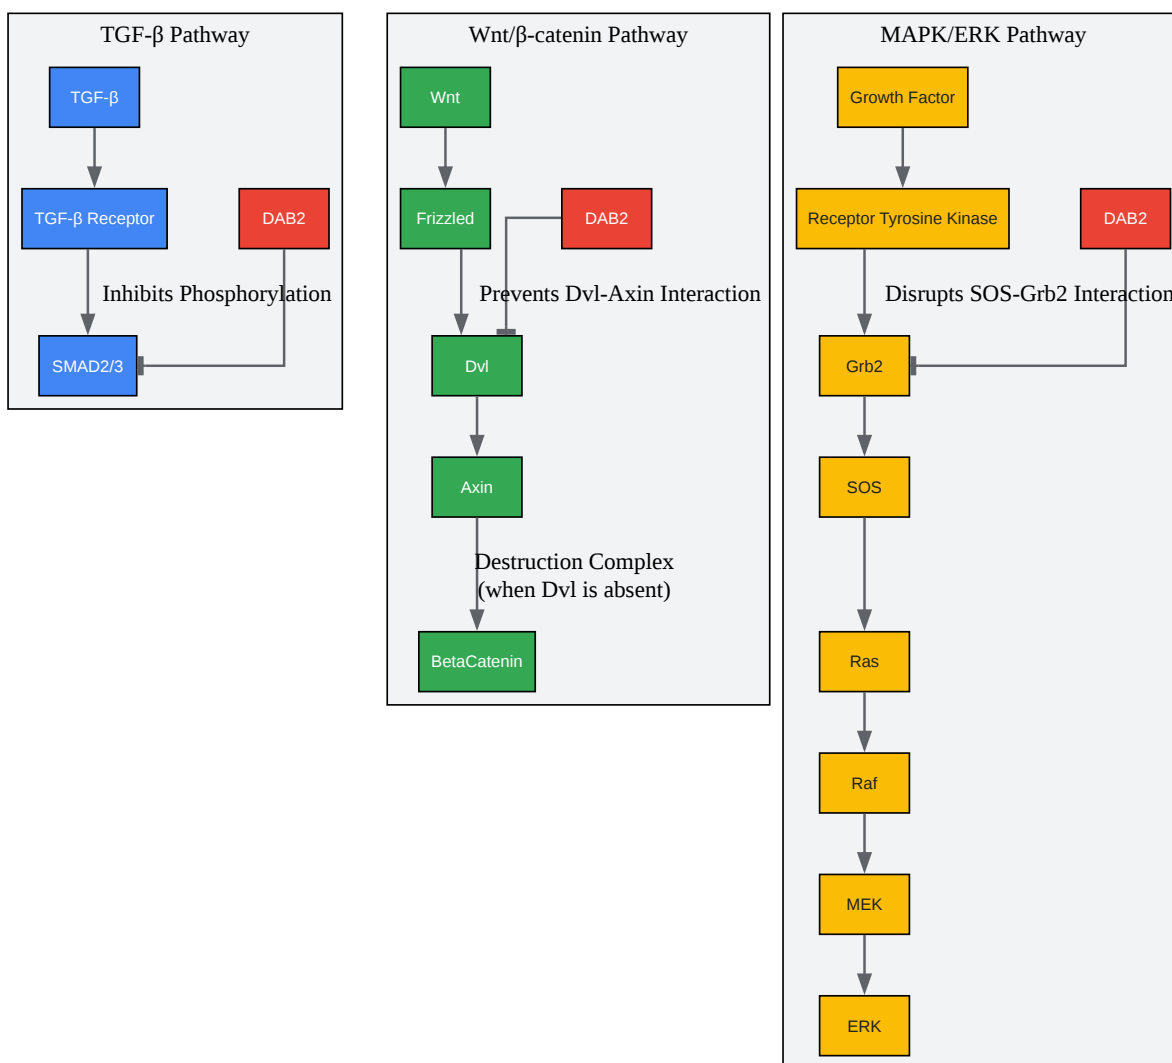 TGF-β Pathway
TGF-β
TGF-β Receptor
DAB2
Inhibits Phosphorylation
SMAD2/3
Wnt/β-catenin Pathway
Wnt
Frizzled
DAB2
Prevents Dvl-Axin Interaction
Dvl
Axin
Destruction Complex
(when Dvl is absent)
BetaCatenin
MAPK/ERK Pathway
Growth Factor
Receptor Tyrosine Kinase
DAB2
Disrupts SOS-Grb2 Interaction
Grb2
SOS
Ras
Raf
MEK
ERK